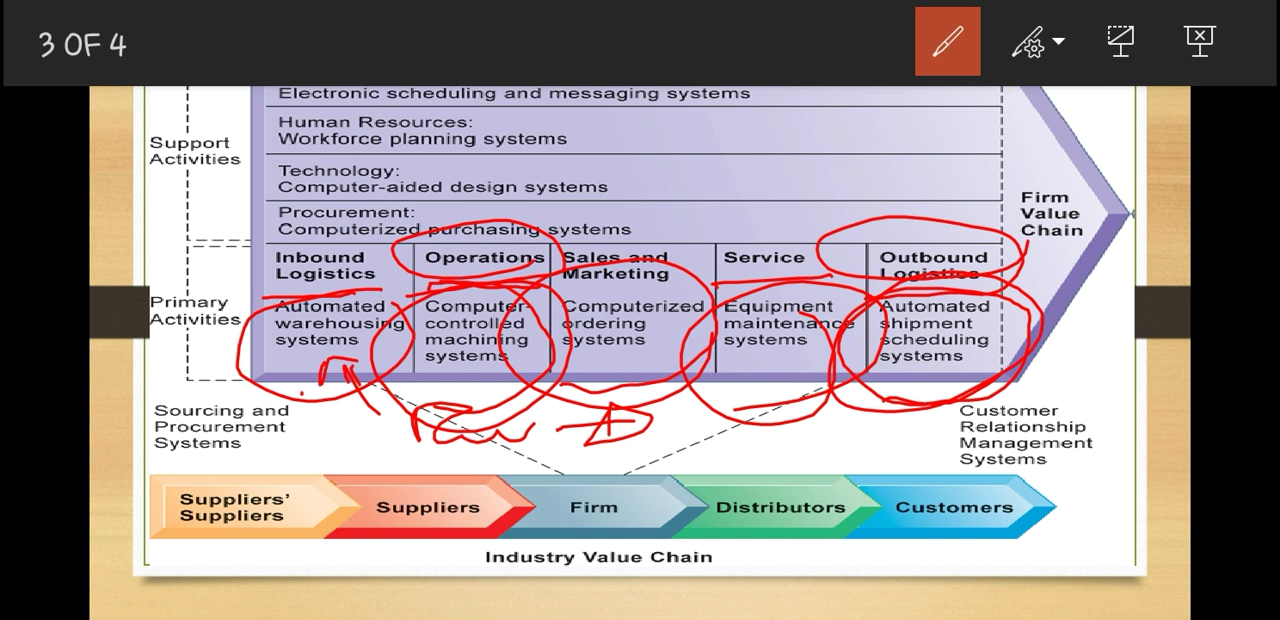 3 OF 4
Electronic scheduling and messaging systems
Human Resources:
Workforce planning systems
Support
Activities
Technology:
Computer-aided design systems
Procurement:
Computerized purchasing systems
Firm
Value
Chain
Primary
Activities
Inbound
Logistics
Automated
warehousing
systems
Operations
Computer-
controlled
machining
systems
Sales and
Marketing
Computerized
ordering
systems
Service
Equipment
maintenance
systems
Outbound
Logistics
Automated
shipment
scheduling
systems
Sourcing and
Procurement
Systems
Customer
Relationship
Management
Systems
Suppliers'
Suppliers
Suppliers
Firm
Distributors
Customers
Industry Value Chain